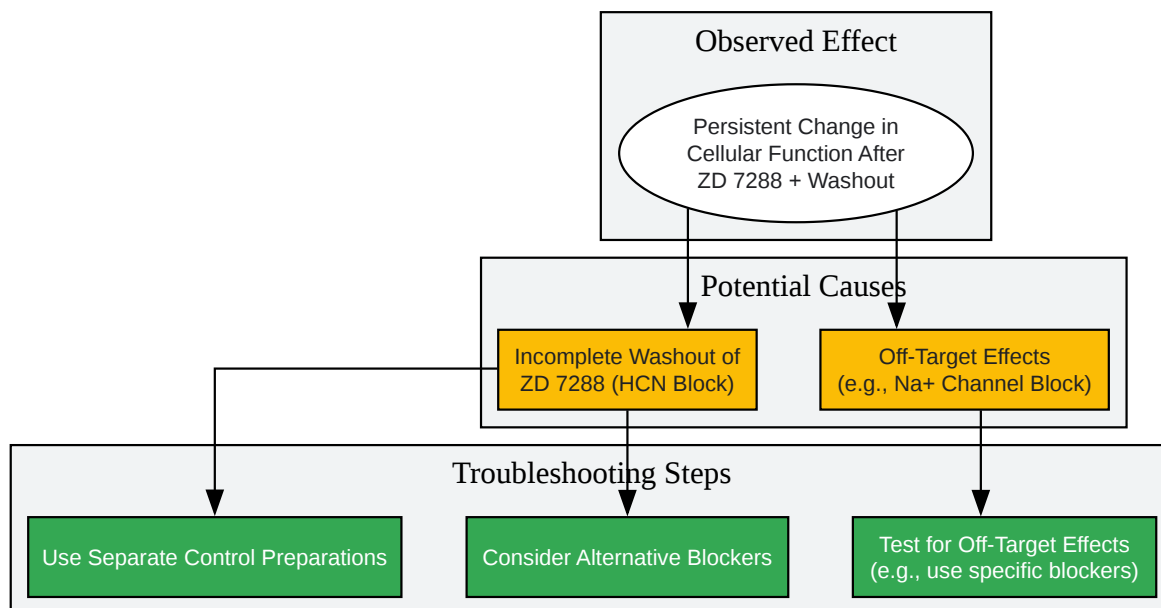 Observed Effect
Persistent Change in
Cellular Function After
ZD 7288 + Washout
Potential Causes
Incomplete Washout of
ZD 7288 (HCN Block)
Off-Target Effects
(e.g., Na+ Channel Block)
Troubleshooting Steps
Use Separate Control Preparations
Consider Alternative Blockers
Test for Off-Target Effects
(e.g., use specific blockers)